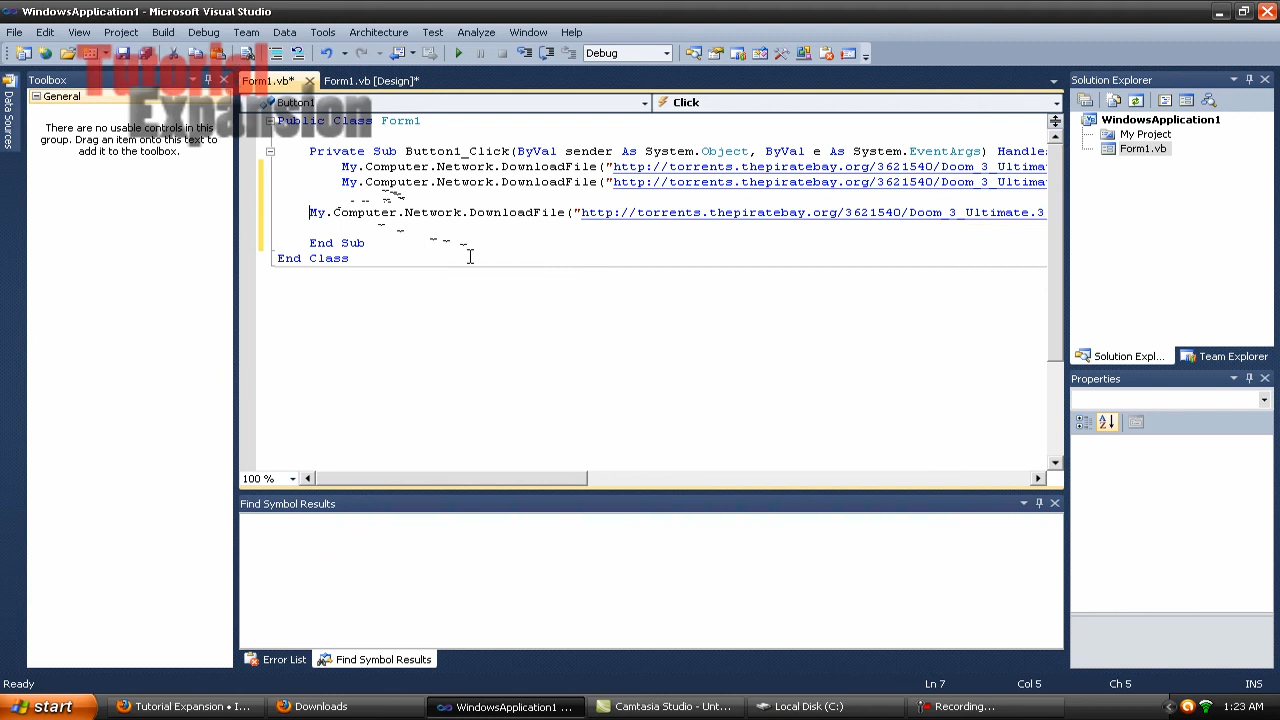 WindowsApplication1 - Microsoft Visual Studio
File Edit View Project Build Debug Team Data Tools Architecture Test Analyze Window Help
Debug
Tutorial
Expansion
Toolbox
General
There are no usable controls in this
group. Drag an item onto this text to
add it to the toolbox.
Data Sources
Form1.vb* Form1.vb [Design]*
Button1 Click
Public Class Form1
Private Sub Button1_Click(ByVal sender As System.Object, ByVal e As System.EventArgs) Handles
My.Computer.Network.DownloadFile("http://torrents.thepiratebay.org/3621540/Doom_3_Ultima
My.Computer.Network.DownloadFile("http://torrents.thepiratebay.org/3621540/Doom_3_Ultima
My.Computer.Network.DownloadFile("http://torrents.thepiratebay.org/3621540/Doom_3_Ultimate.3
End Sub
End Class
100 %
Find Symbol Results
Error List Find Symbol Results
Solution Explorer
WindowsApplication1
My Project
Form1.vb
Solution Expl... Team Explorer
Properties
Ready Ln 7 Col 5 Ch 5 INS
start Tutorial Expansion • I... Downloads WindowsApplication1 ... Camtasia Studio - Unt... Local Disk (C:) Recording... 1:23 AM